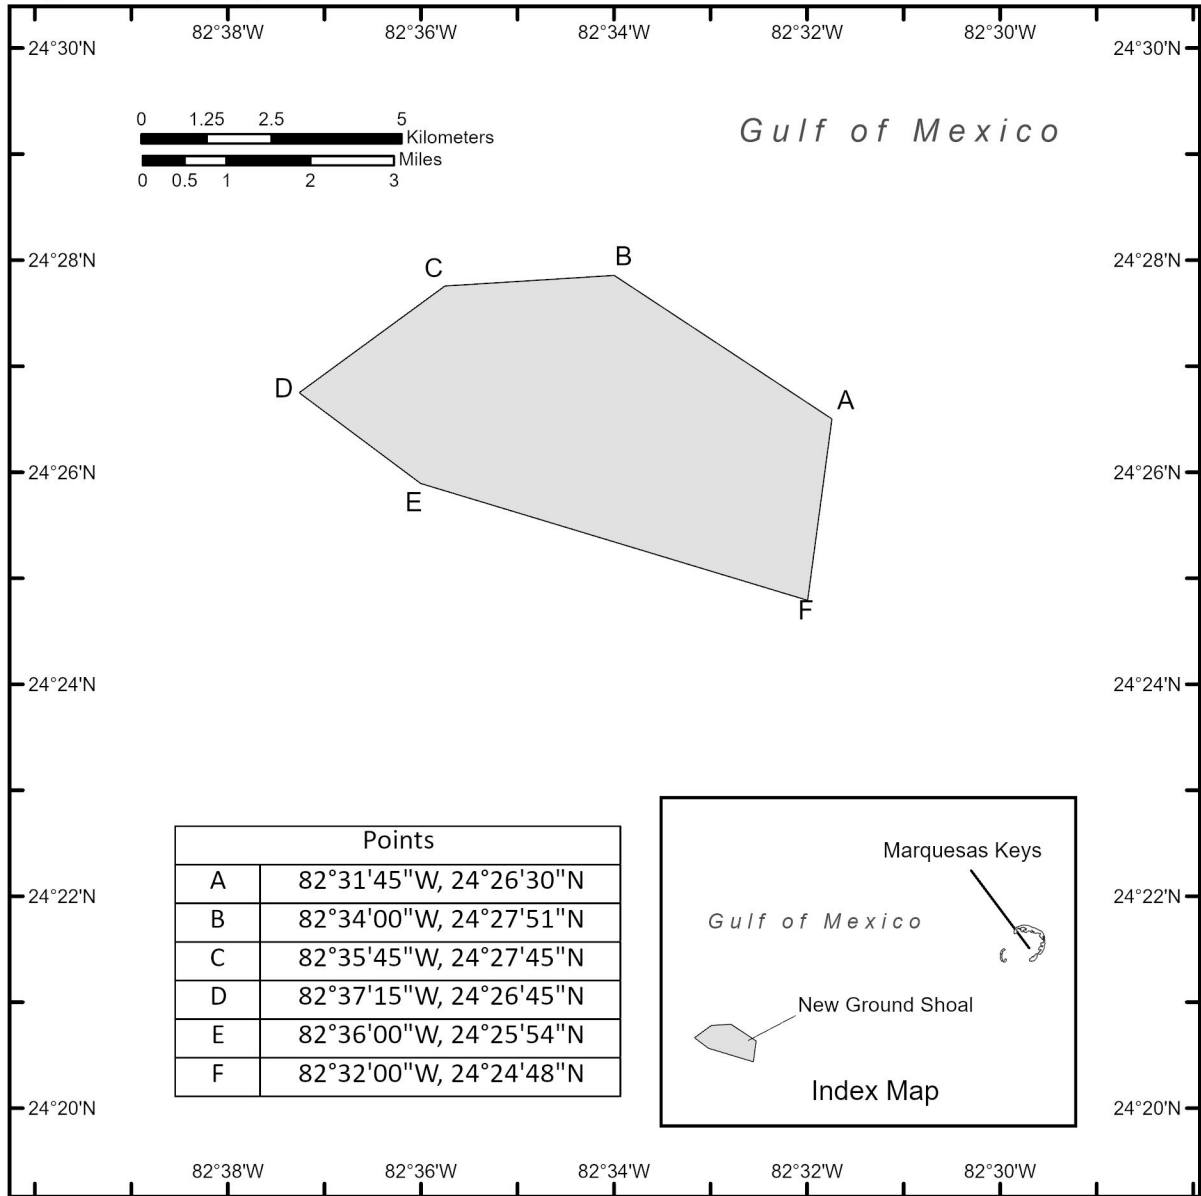 82°38'W 82°36'W 82°34'W 82°32'W 82°30'W
24°30'N 24°30'N
0 1.25 2.5 5
Kilometers
Miles
0 0.5 1 2 3
Gulf of Mexico
24°28'N 24°28'N
B
C
D
A
24°26'N 24°26'N
E
F
24°24'N 24°24'N
Points
A 82°31'45"W, 24°26'30"N
B 82°34'00"W, 24°27'51"N
C 82°35'45"W, 24°27'45"N
D 82°37'15"W, 24°26'45"N
E 82°36'00"W, 24°25'54"N
F 82°32'00"W, 24°24'48"N
Marquesas Keys
Gulf of Mexico
New Ground Shoal
Index Map
24°22'N 24°22'N
24°20'N 24°20'N
82°38'W 82°36'W 82°34'W 82°32'W 82°30'W